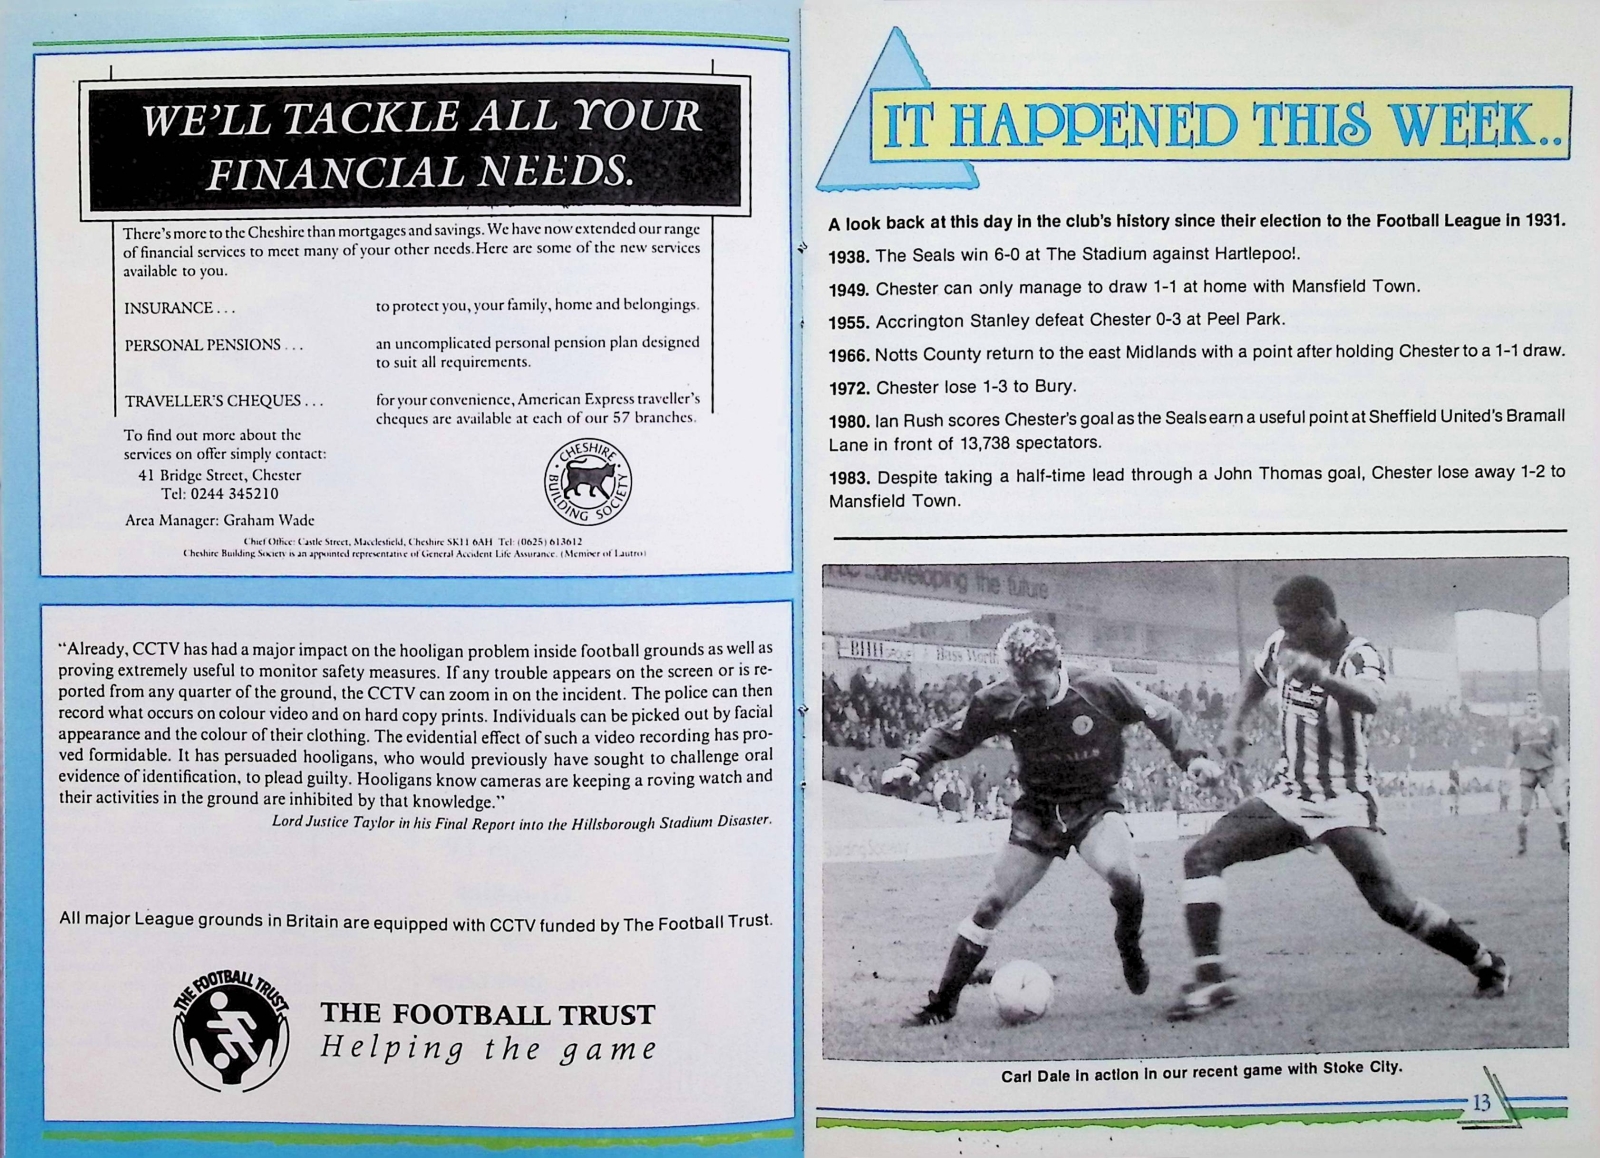 WE'LL TACKLE ALL YOUR
FINANCIAL NEEDS.
There's more to the Cheshire than mortgages and savings. We have now extended our range
of financial services to meet many of your other needs. Here are some of the new services
available to you.
INSURANCE . . . to protect you, your family, home and belongings.
PERSONAL PENSIONS . . . an uncomplicated personal pension plan designed
to suit all requirements.
TRAVELLER'S CHEQUES . . . for your convenience, American Express traveller's
cheques are available at each of our 57 branches.
To find out more about the
services on offer simply contact:
41 Bridge Street, Chester
Tel: 0244 345210
Area Manager: Graham Wade
CHESHIRE
BUILDING SOCIETY
Chief Office: Castle Street, Macclesfield, Cheshire SK11 6AH Tel: (0625) 613612
Cheshire Building Society is an appointed representative of General Accident Life Assurance. (Member of Lautro)
"Already, CCTV has had a major impact on the hooligan problem inside football grounds as well as
proving extremely useful to monitor safety measures. If any trouble appears on the screen or is re-
ported from any quarter of the ground, the CCTV can zoom in on the incident. The police can then
record what occurs on colour video and on hard copy prints. Individuals can be picked out by facial
appearance and the colour of their clothing. The evidential effect of such a video recording has pro-
ved formidable. It has persuaded hooligans, who would previously have sought to challenge oral
evidence of identification, to plead guilty. Hooligans know cameras are keeping a roving watch and
their activities in the ground are inhibited by that knowledge."
Lord Justice Taylor in his Final Report into the Hillsborough Stadium Disaster.
All major League grounds in Britain are equipped with CCTV funded by The Football Trust.
THE FOOTBALL TRUST
THE FOOTBALL TRUST
Helping the game
IT HAPPENED THIS WEEK..
A look back at this day in the club's history since their election to the Football League in 1931.
1938. The Seals win 6-0 at The Stadium against Hartlepool.
1949. Chester can only manage to draw 1-1 at home with Mansfield Town.
1955. Accrington Stanley defeat Chester 0-3 at Peel Park.
1966. Notts County return to the east Midlands with a point after holding Chester to a 1-1 draw.
1972. Chester lose 1-3 to Bury.
1980. Ian Rush scores Chester's goal as the Seals earn a useful point at Sheffield United's Bramall
Lane in front of 13,738 spectators.
1983. Despite taking a half-time lead through a John Thomas goal, Chester lose away 1-2 to
Mansfield Town.
...developing the future
Bass
Carl Dale in action in our recent game with Stoke City.
13